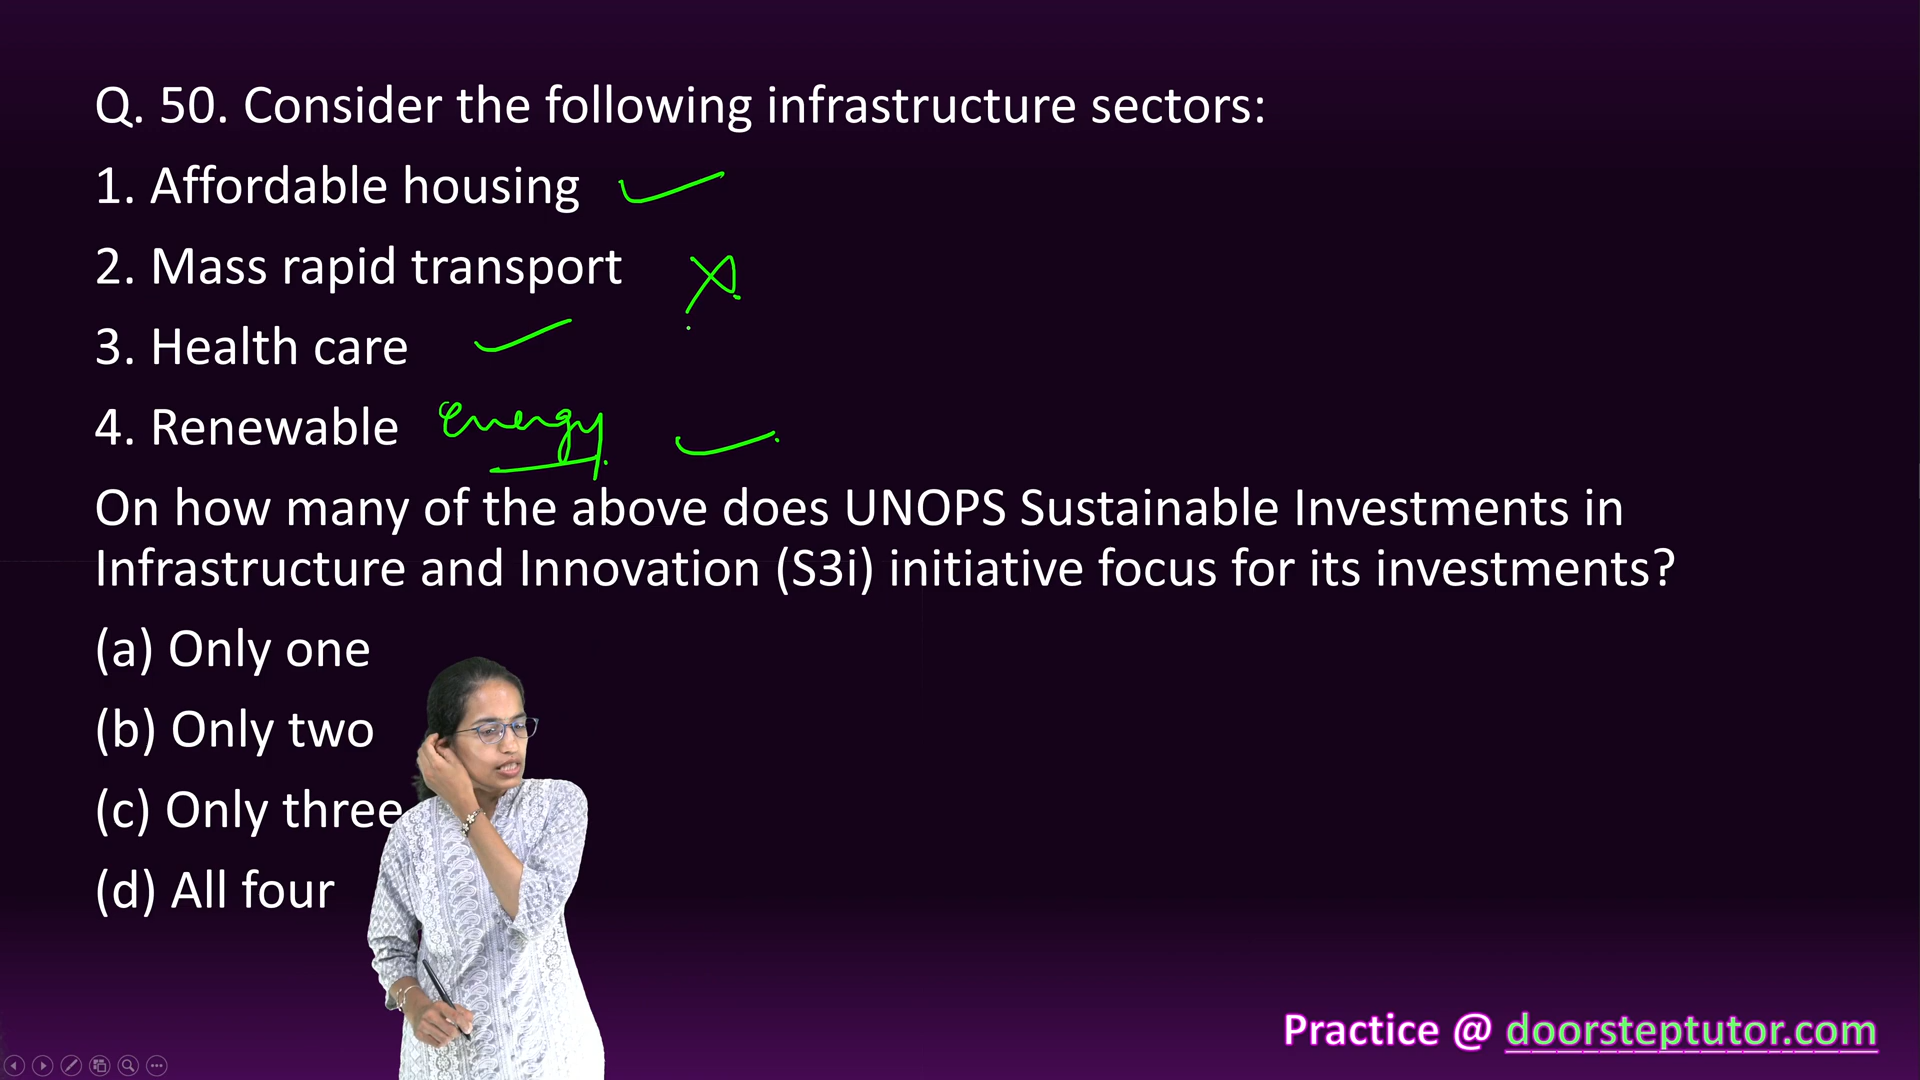 Q. 50. Consider the following infrastructure sectors:
1. Affordable housing
2. Mass rapid transport
3. Health care
4. Renewable energy
On how many of the above does UNOPS Sustainable Investments in
Infrastructure and Innovation (S3i) initiative focus for its investments?
(a) Only one
(b) Only two
(c) Only three
(d) All four
Practice @ doorsteptutor.com